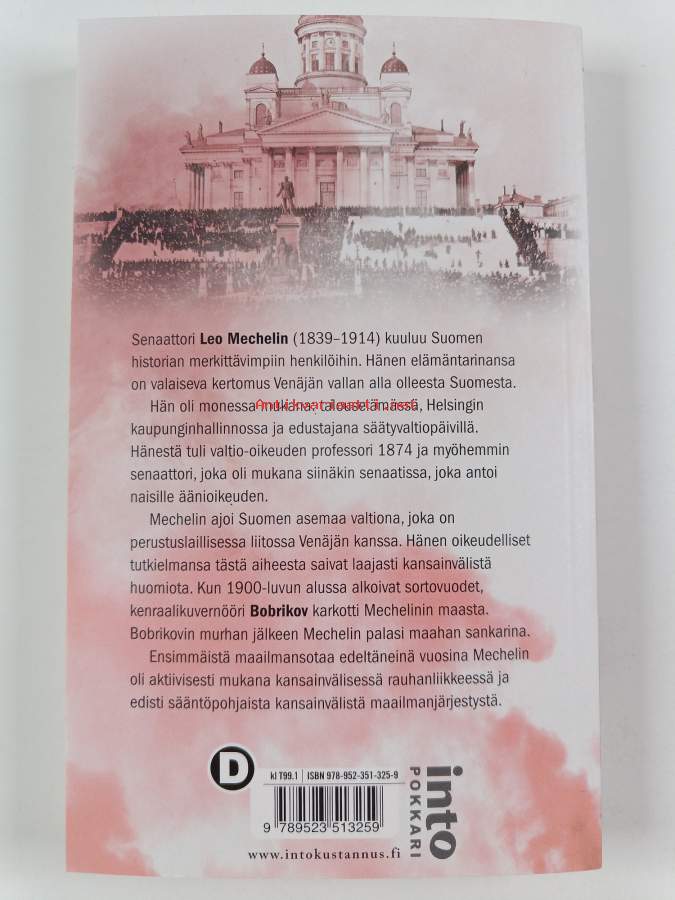 Senaattori Leo Mechelin (1839–1914) kuuluu Suomen
historian merkittävimpiin henkilöihin. Hänen elämäntarinansa
on valaiseva kertomus Venäjän vallan alla olleesta Suomesta.
Hän oli monessa mukana: talouselämässä, Helsingin
kaupunginhallinnossa ja edustajana säätyvaltiopäivillä.
Hänestä tuli valtio-oikeuden professori 1874 ja myöhemmin
senaattori, joka oli mukana siinäkin senaatissa, joka antoi
naisille äänioikeuden.
Mechelin ajoi Suomen asemaa valtiona, joka on
perustuslaillisessa liitossa Venäjän kanssa. Hänen oikeudelliset
tutkielmansa tästä aiheesta saivat laajasti kansainvälistä
huomiota. Kun 1900-luvun alussa alkoivat sortovuodet,
kenraalikuvernööri Bobrikov karkotti Mechelinin maasta.
Bobrikovin murhan jälkeen Mechelin palasi maahan sankarina.
Ensimmäistä maailmansotaa edeltäneinä vuosina Mechelin
oli aktiivisesti mukana kansainvälisessä rauhanliikkeessä ja
edisti sääntöpohjaista kansainvälistä maailmanjärjestystä.
D
kl T99.1 | ISBN 978-952-351-325-9
9 789523 513259
www.intokustannus.fi
into
POKKARI